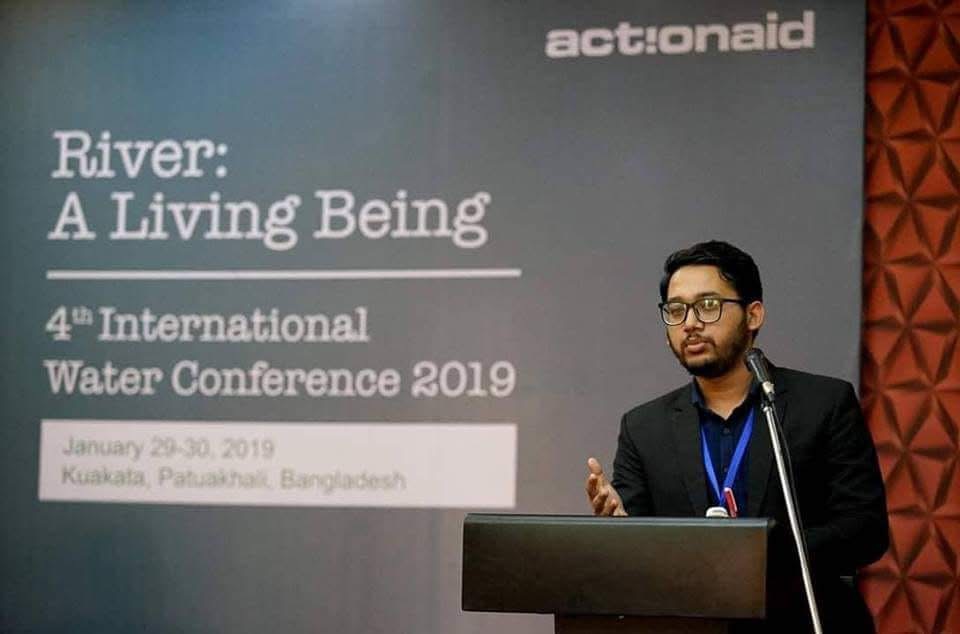 act!onaid
River:
A Living Being
4th International
Water Conference 2019
January 29-30, 2019
Kuakata, Patuakhali, Bangladesh